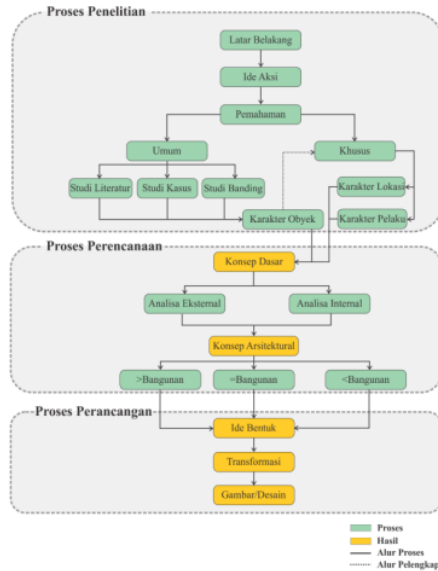 Proses Penelitian
Latar Belakang
Ide Aksi
Pemahaman
Umum
Khusus
Studi Literatur
Studi Kasus
Studi Banding
Karakter Lokasi
Karakter Obyek
Karakter Pelaku
Proses Perencanaan
Konsep Dasar
Analisa Eksternal
Analisa Internal
Konsep Arsitektural
>Bangunan
=Bangunan
<Bangunan
Proses Perancangan
Ide Bentuk
Transformasi
Gambar/Desain
Proses
Hasil
Alur Proses
Alur Pelengkap